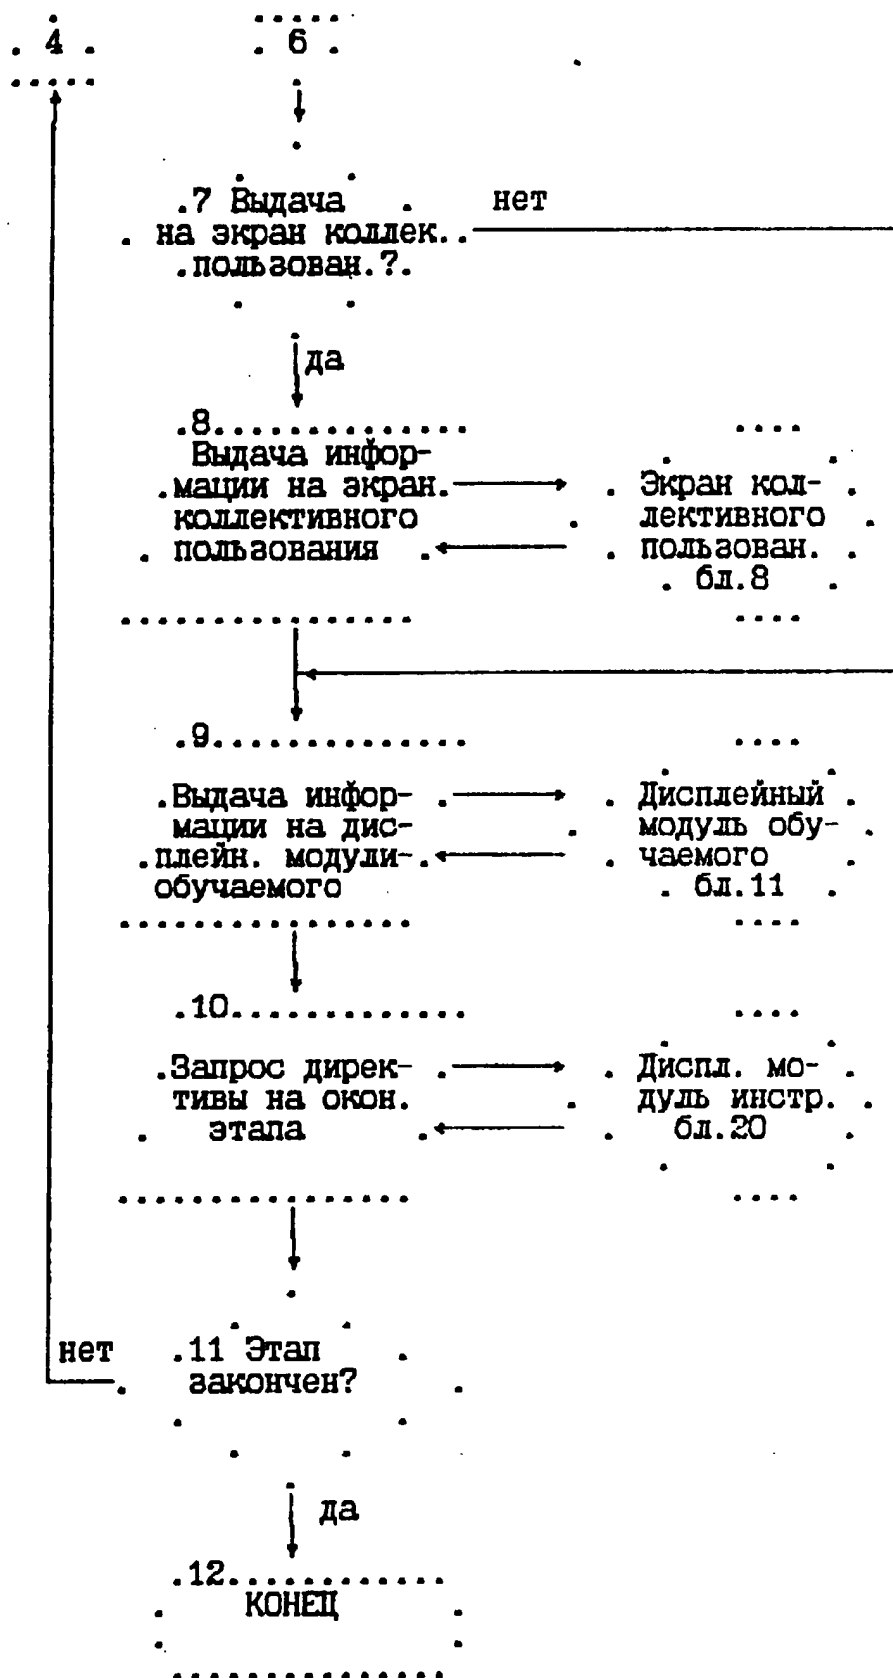 4
6
7 Выдача
на экран коллек.
пользован.?
нет
да
8
Выдача инфор-
мации на экран
коллективного
пользования
Экран кол-
лективного
пользован.
бл.8
9
Выдача инфор-
мации на дис-
плейн. модули-
обучаемого
Дисплейный
модуль обу-
чаемого
бл.11
10
Запрос дирек-
тивы на окон.
этапа
Диспл. мо-
дуль инстр.
бл.20
нет
11 Этап
закончен?
да
12
КОНЕЦ